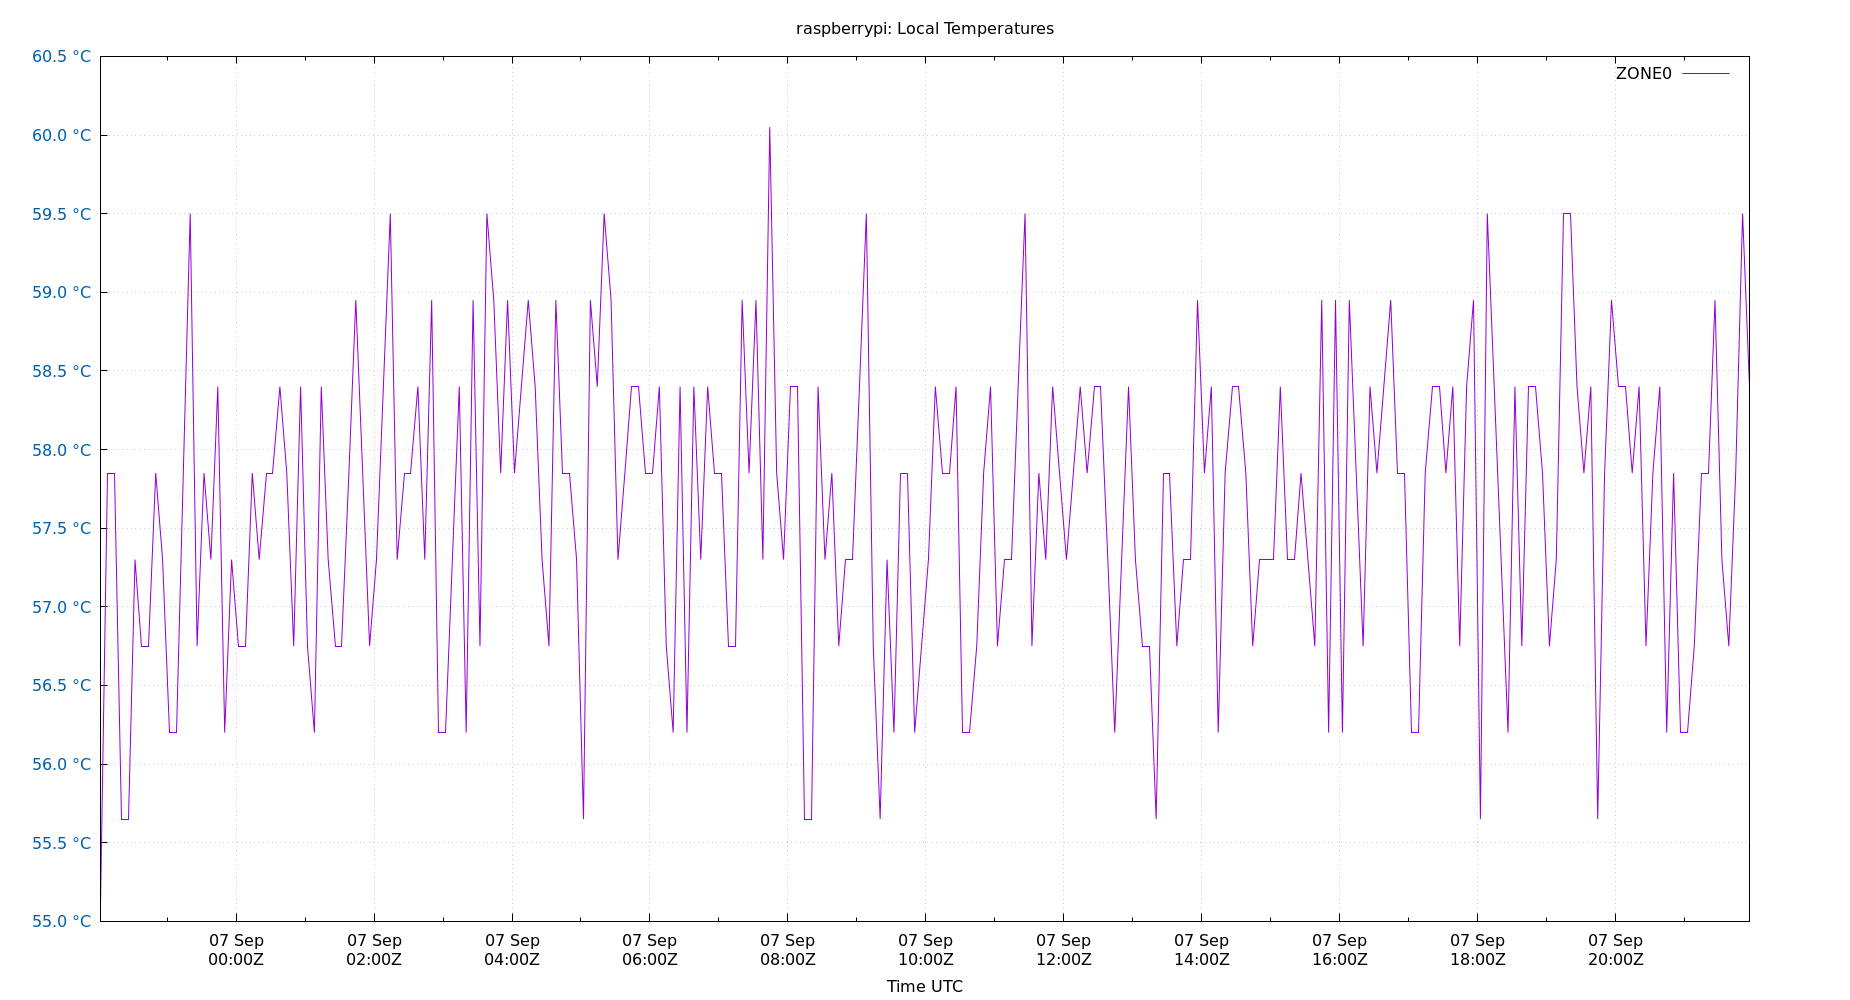 raspberrypi: Local Temperatures
60.5 °C
ZONE0
60.0 °C
59.5 °C
59.0 °C
58.5 °C
58.0 °C
57.5 °C
57.0 °C
56.5 °C
56.0 °C
55.5 °C
55.0 °C
07 Sep 07 Sep 07 Sep 07 Sep 07 Sep 07 Sep 07 Sep 07 Sep 07 Sep 07 Sep 07 Sep
00:00Z 02:00Z 04:00Z 06:00Z 08:00Z 10:00Z 12:00Z 14:00Z 16:00Z 18:00Z 20:00Z
Time UTC